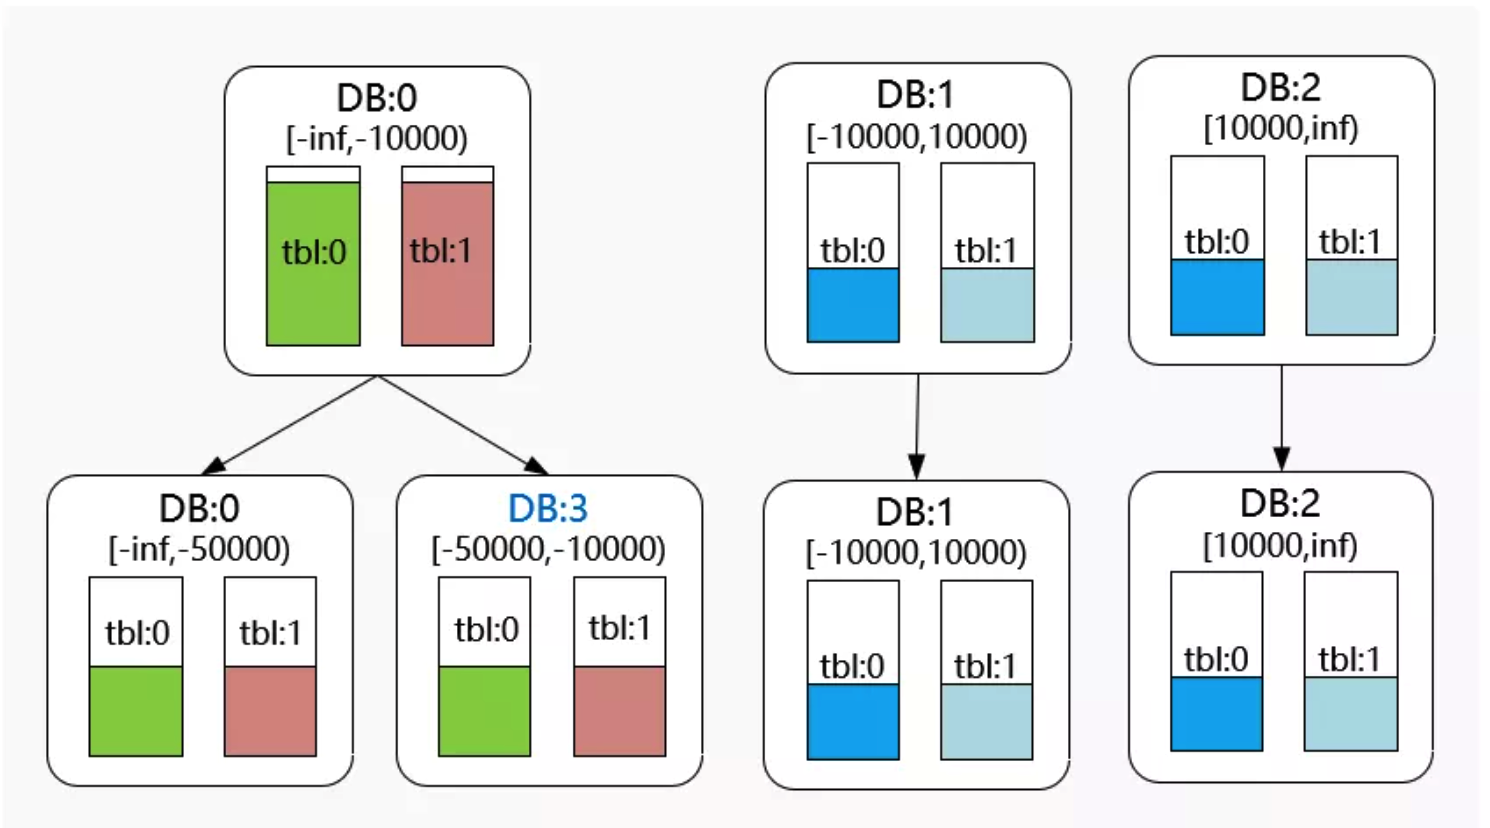 DB:0
[-inf,-10000)
tbl:0
tbl:1
DB:1
[-10000,10000)
tbl:0
tbl:1
DB:2
[10000,inf)
tbl:0
tbl:1
DB:0
[-inf,-50000)
tbl:0
tbl:1
DB:3
[-50000,-10000)
tbl:0
tbl:1
DB:1
[-10000,10000)
tbl:0
tbl:1
DB:2
[10000,inf)
tbl:0
tbl:1